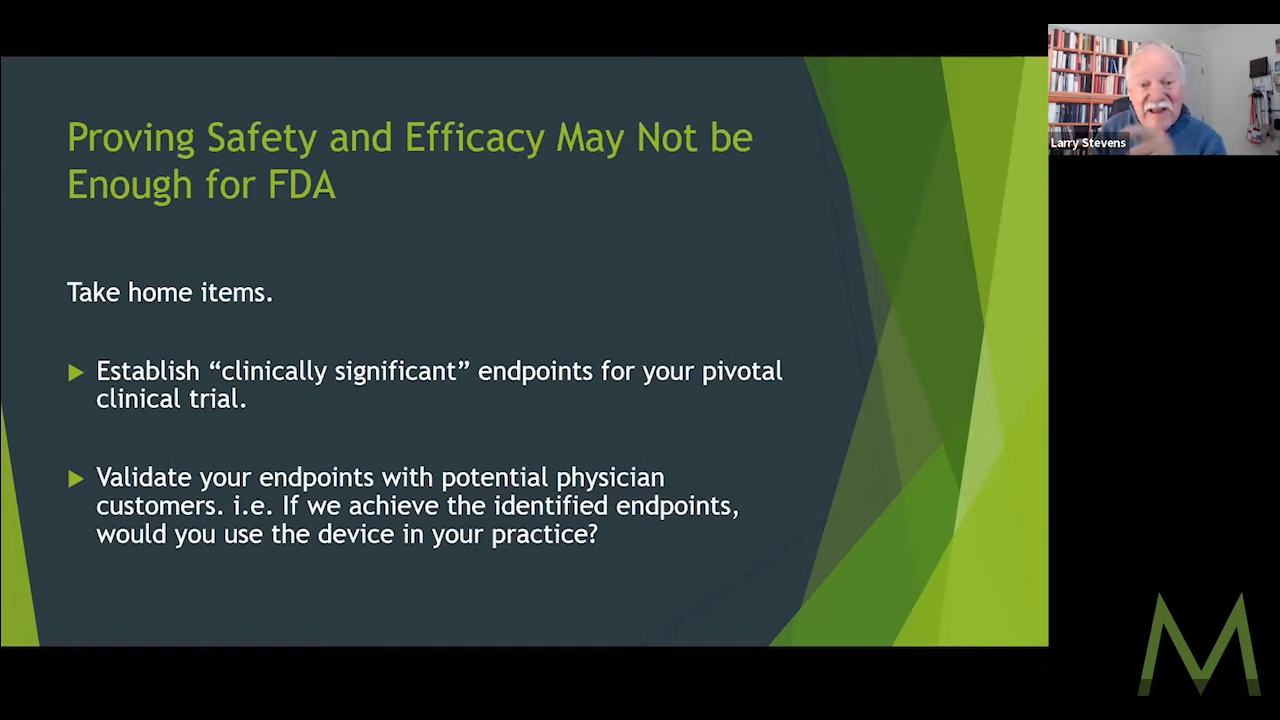 Proving Safety and Efficacy May Not be
Enough for FDA
Take home items.
Establish “clinically significant” endpoints for your pivotal
clinical trial.
Validate your endpoints with potential physician
customers. i.e. If we achieve the identified endpoints,
would you use the device in your practice?
Larry Stevens
M